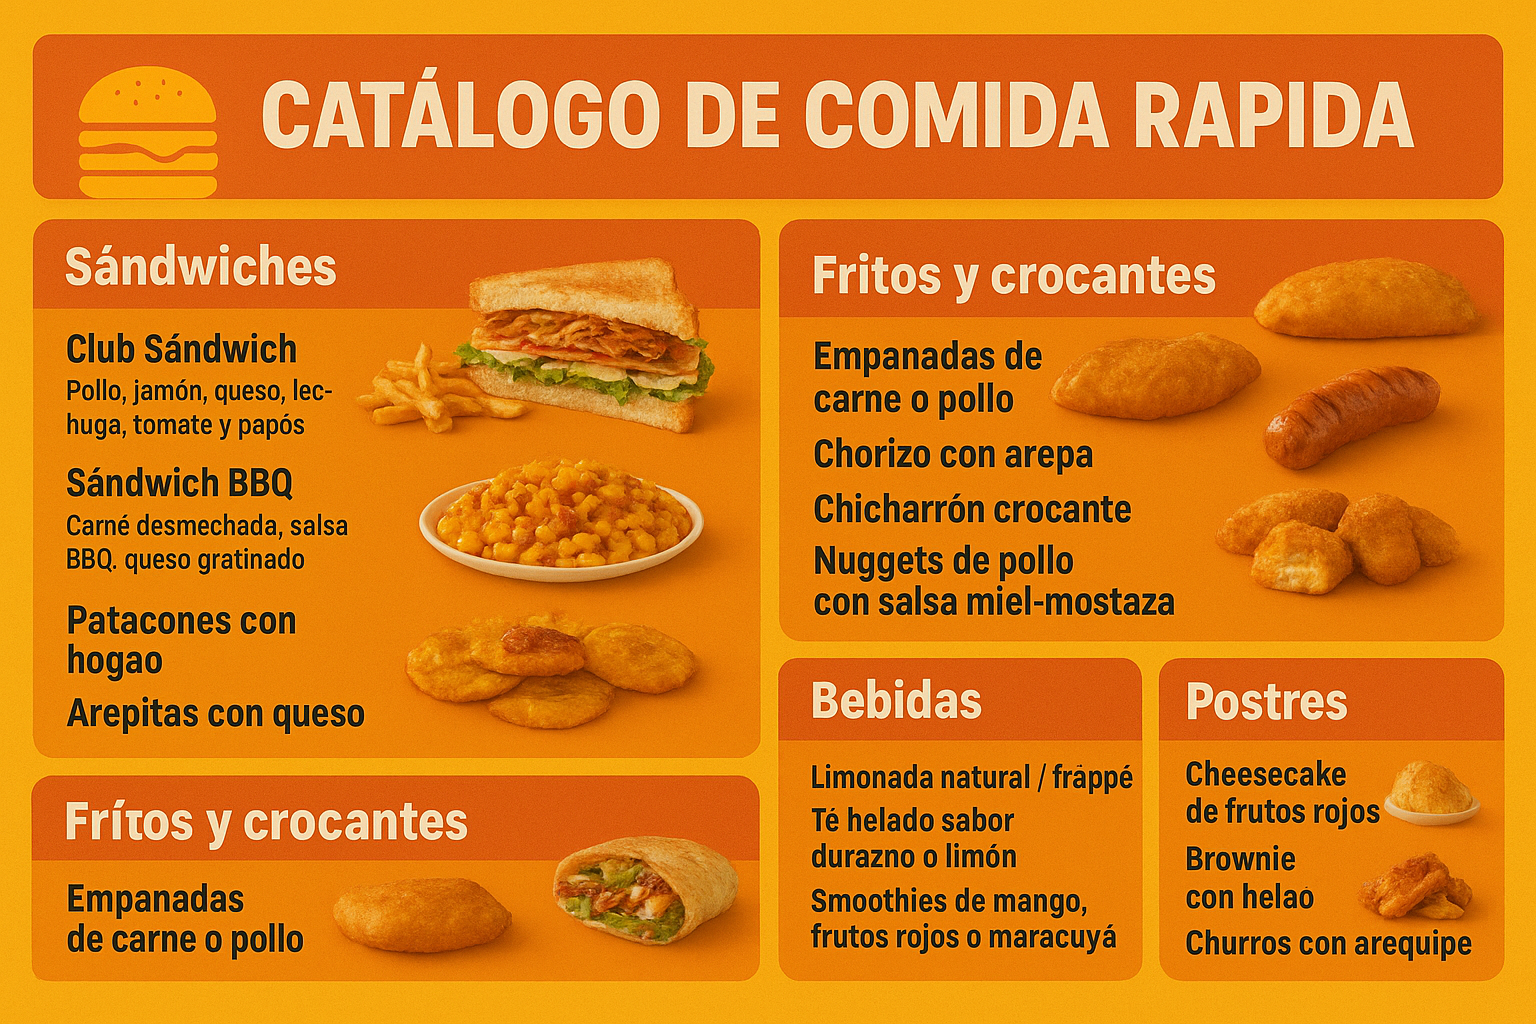 CATÁLOGO DE COMIDA RAPIDA
Sándwiches
Club Sándwich
Pollo, jamón, queso, lec-
huga, tomate y papós
Sándwich BBQ
Carné desmechada, salsa
BBQ. queso gratinado
Patacones con
hogao
Arepitas con queso
Frítos y crocantes
Empanadas
de carne o pollo
Fritos y crocantes
Empanadas de
carne o pollo
Chorizo con arepa
Chicharrón crocante
Nuggets de pollo
con salsa miel-mostaza
Bebidas
Limonada natural / frãppé
Té helado sabor
durazno o limón
Smoothies de mango,
frutos rojos o maracuyá
Postres
Cheesecake
de frutos rojos
Brownie
con helaó
Churros con arequipe